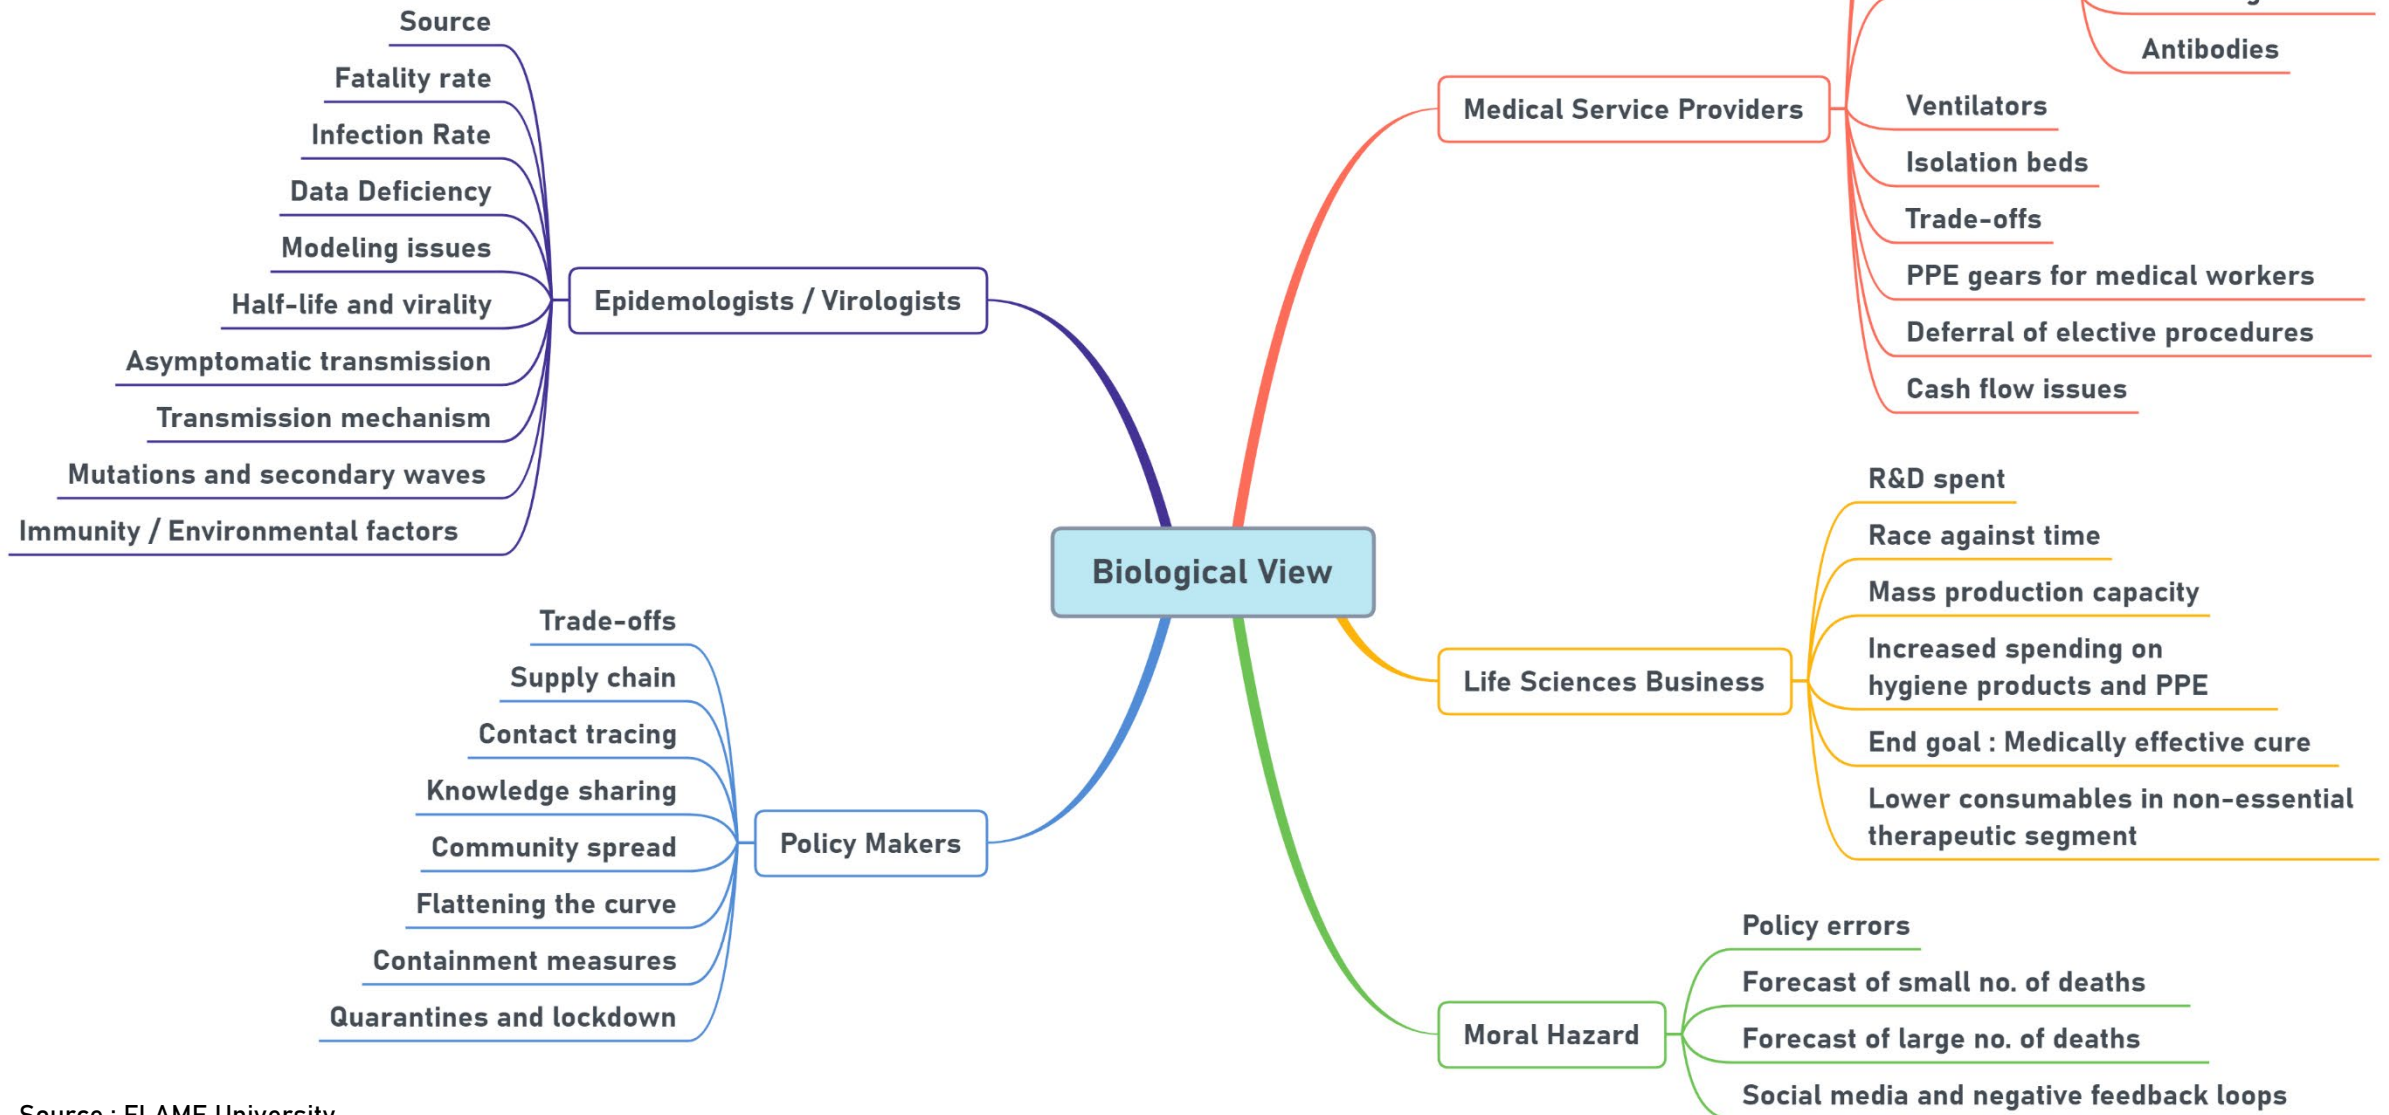 Source
Fatality rate
Infection Rate
Data Deficiency
Modeling issues
Half-life and virality
Asymptomatic transmission
Transmission mechanism
Mutations and secondary waves
Immunity / Environmental factors
Epidemologists / Virologists
Trade-offs
Supply chain
Contact tracing
Knowledge sharing
Community spread
Flattening the curve
Containment measures
Quarantines and lockdown
Policy Makers
Biological View
Medical Service Providers
Antibodies
Ventilators
Isolation beds
Trade-offs
PPE gears for medical workers
Deferral of elective procedures
Cash flow issues
Life Sciences Business
R&D spent
Race against time
Mass production capacity
Increased spending on
hygiene products and PPE
End goal : Medically effective cure
Lower consumables in non-essential
therapeutic segment
Moral Hazard
Policy errors
Forecast of small no. of deaths
Forecast of large no. of deaths
Social media and negative feedback loops
Source : FLAME University